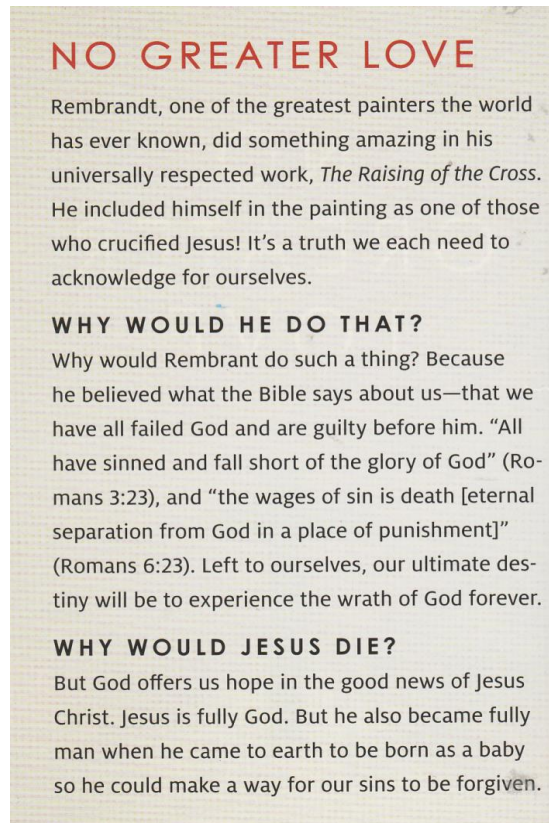 NO GREATER LOVE
Rembrandt, one of the greatest painters the world
has ever known, did something amazing in his
universally respected work, The Raising of the Cross.
He included himself in the painting as one of those
who crucified Jesus! It’s a truth we each need to
acknowledge for ourselves.
WHY WOULD HE DO THAT?
Why would Rembrant do such a thing? Because
he believed what the Bible says about us—that we
have all failed God and are guilty before him. “All
have sinned and fall short of the glory of God” (Ro-
mans 3:23), and “the wages of sin is death [eternal
separation from God in a place of punishment]”
(Romans 6:23). Left to ourselves, our ultimate des-
tiny will be to experience the wrath of God forever.
WHY WOULD JESUS DIE?
But God offers us hope in the good news of Jesus
Christ. Jesus is fully God. But he also became fully
man when he came to earth to be born as a baby
so he could make a way for our sins to be forgiven.